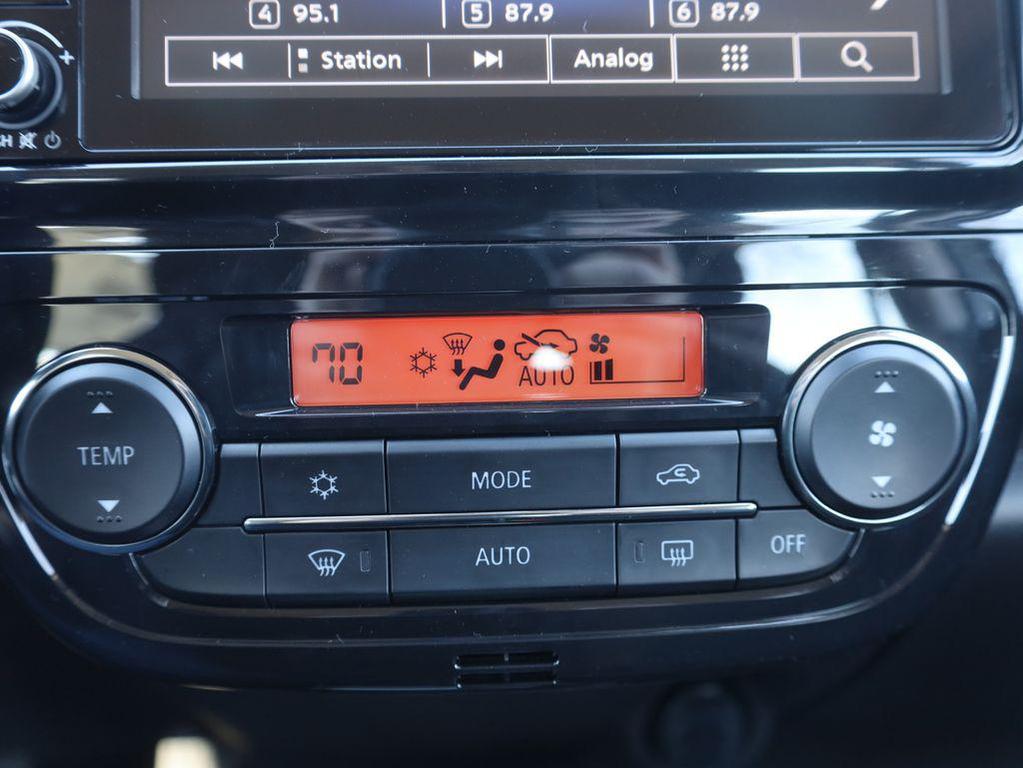 4 95.1 5 87.9 6 87.9
Station Analog
70
AUTO
TEMP
MODE
AUTO
OFF